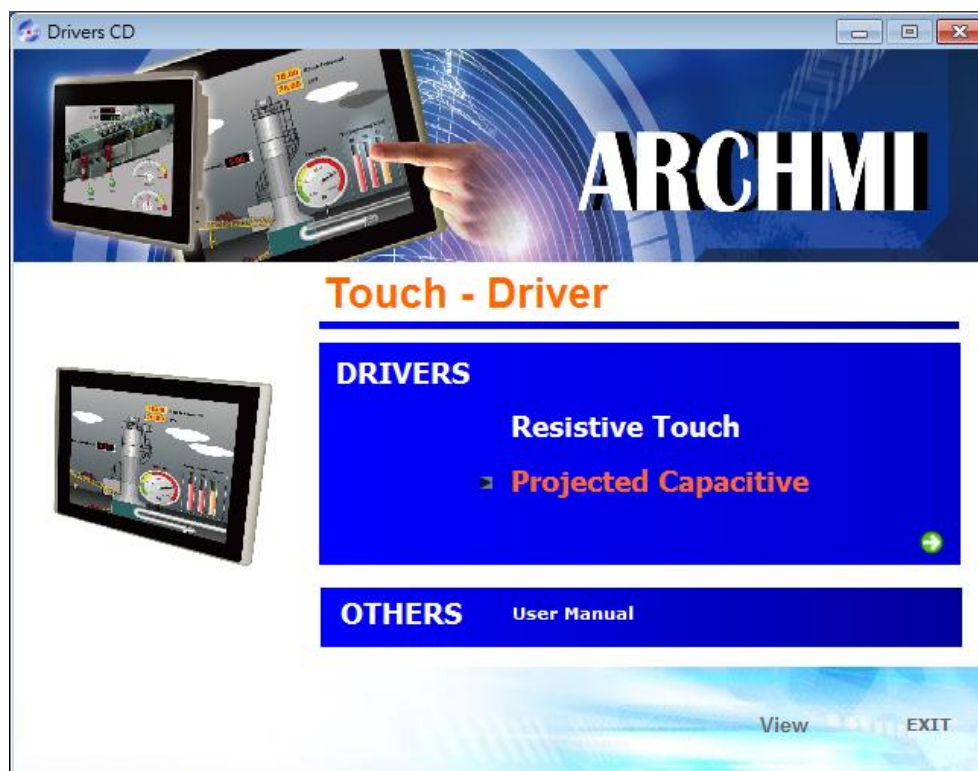 Drivers CD
ARCHMI
Touch - Driver
DRIVERS
Resistive Touch
Projected Capacitive
OTHERS
User Manual
View
EXIT